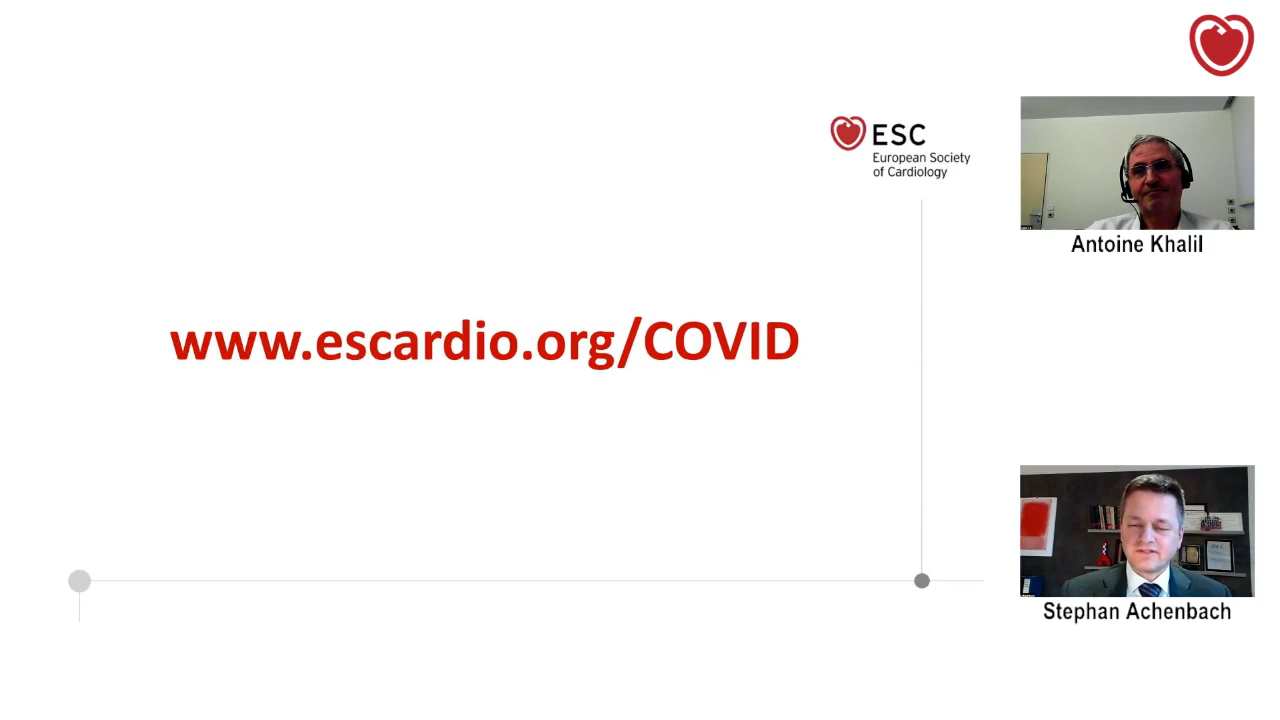 ESC
European Society
of Cardiology
Antoine Khalil
www.escardio.org/COVID
Stephan Achenbach